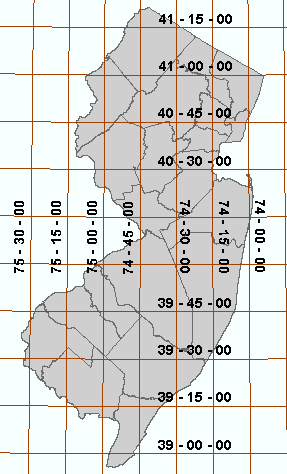 41 - 15 - 00
41 - 00 - 00
40 - 45 - 00
40 - 30 - 00
75 - 30 - 00
75 - 15 - 00
75 - 00 - 00
74 - 45 - 00
74 - 30 - 00
74 - 15 - 00
74 - 00 - 00
39 - 45 - 00
39 - 30 - 00
39 - 15 - 00
39 - 00 - 00